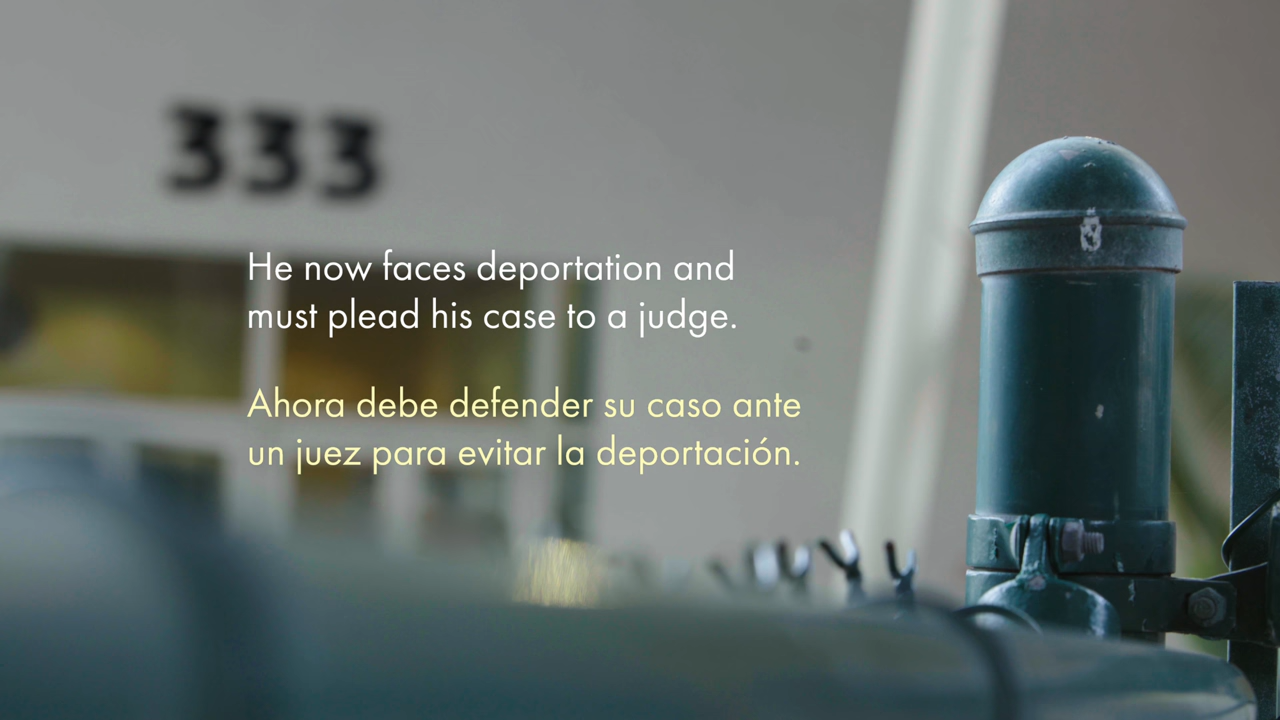 333
He now faces deportation and
must plead his case to a judge.
Ahora debe defender su caso ante
un juez para evitar la deportación.